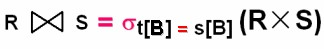 R ⋈ S = σt[B] = s[B] (R×S)